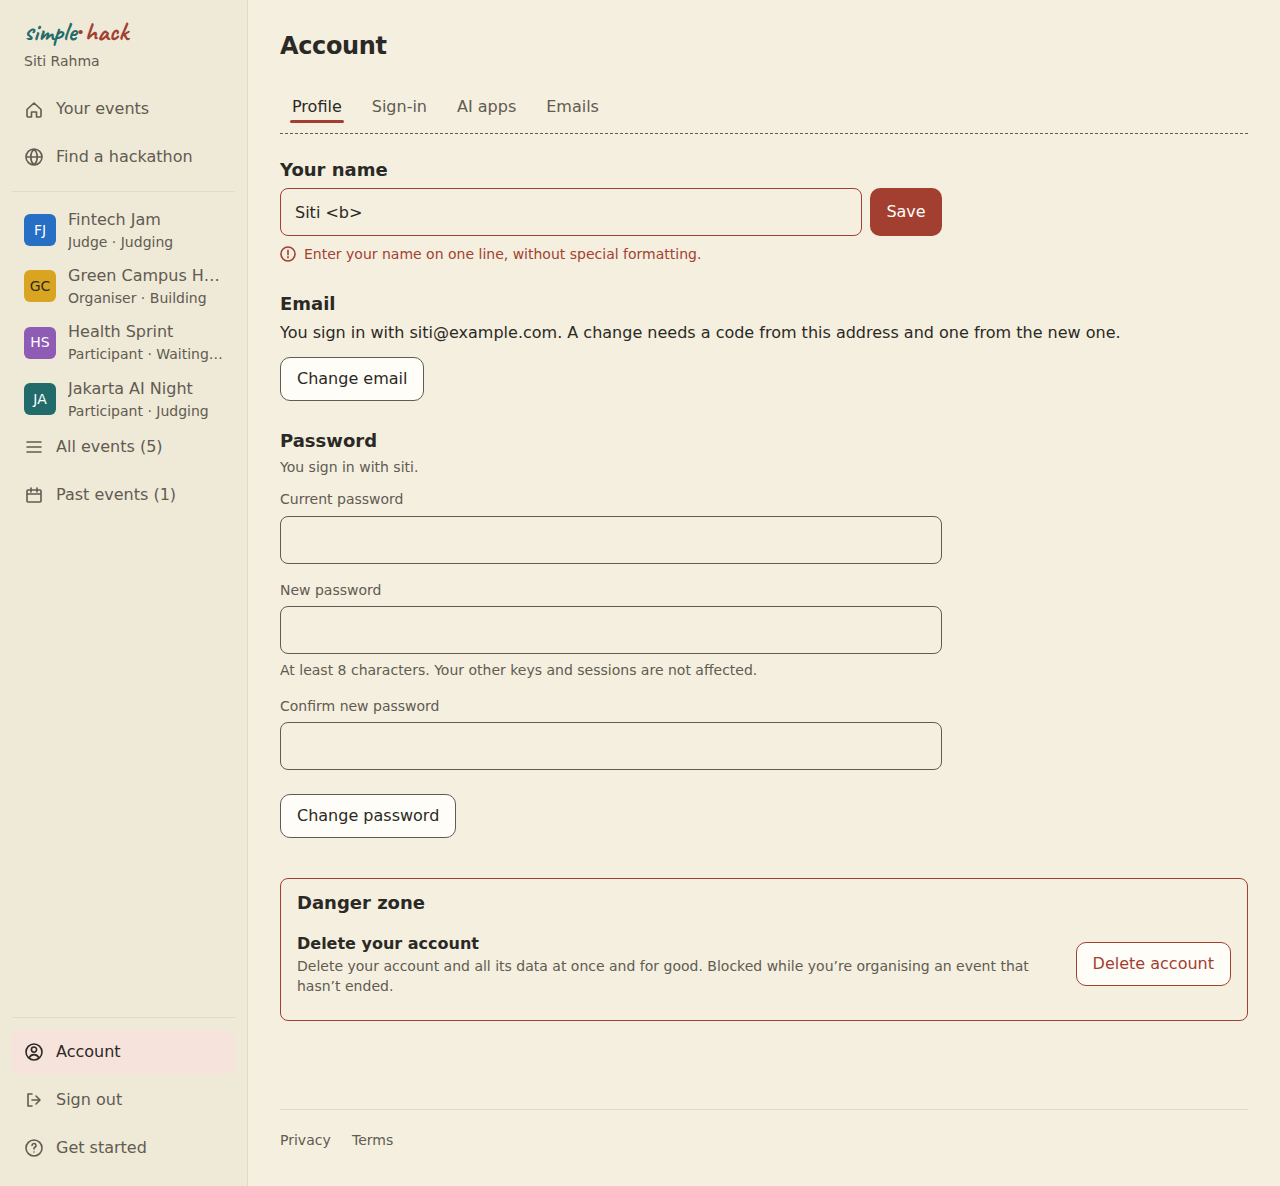 simple·hack
Siti Rahma
Your events
Find a hackathon
FJ
Fintech Jam
Judge · Judging
GC
Green Campus H…
Organiser · Building
HS
Health Sprint
Participant · Waiting…
JA
Jakarta AI Night
Participant · Judging
All events (5)
Past events (1)
Account
Sign out
Get started
Account
Profile Sign-in AI apps Emails
Your name
Siti <b> Save
Enter your name on one line, without special formatting.
Email
You sign in with siti@example.com. A change needs a code from this address and one from the new one.
Change email
Password
You sign in with siti.
Current password
New password
At least 8 characters. Your other keys and sessions are not affected.
Confirm new password
Change password
Danger zone
Delete your account
Delete your account and all its data at once and for good. Blocked while you’re organising an event that
hasn’t ended.
Delete account
Privacy Terms